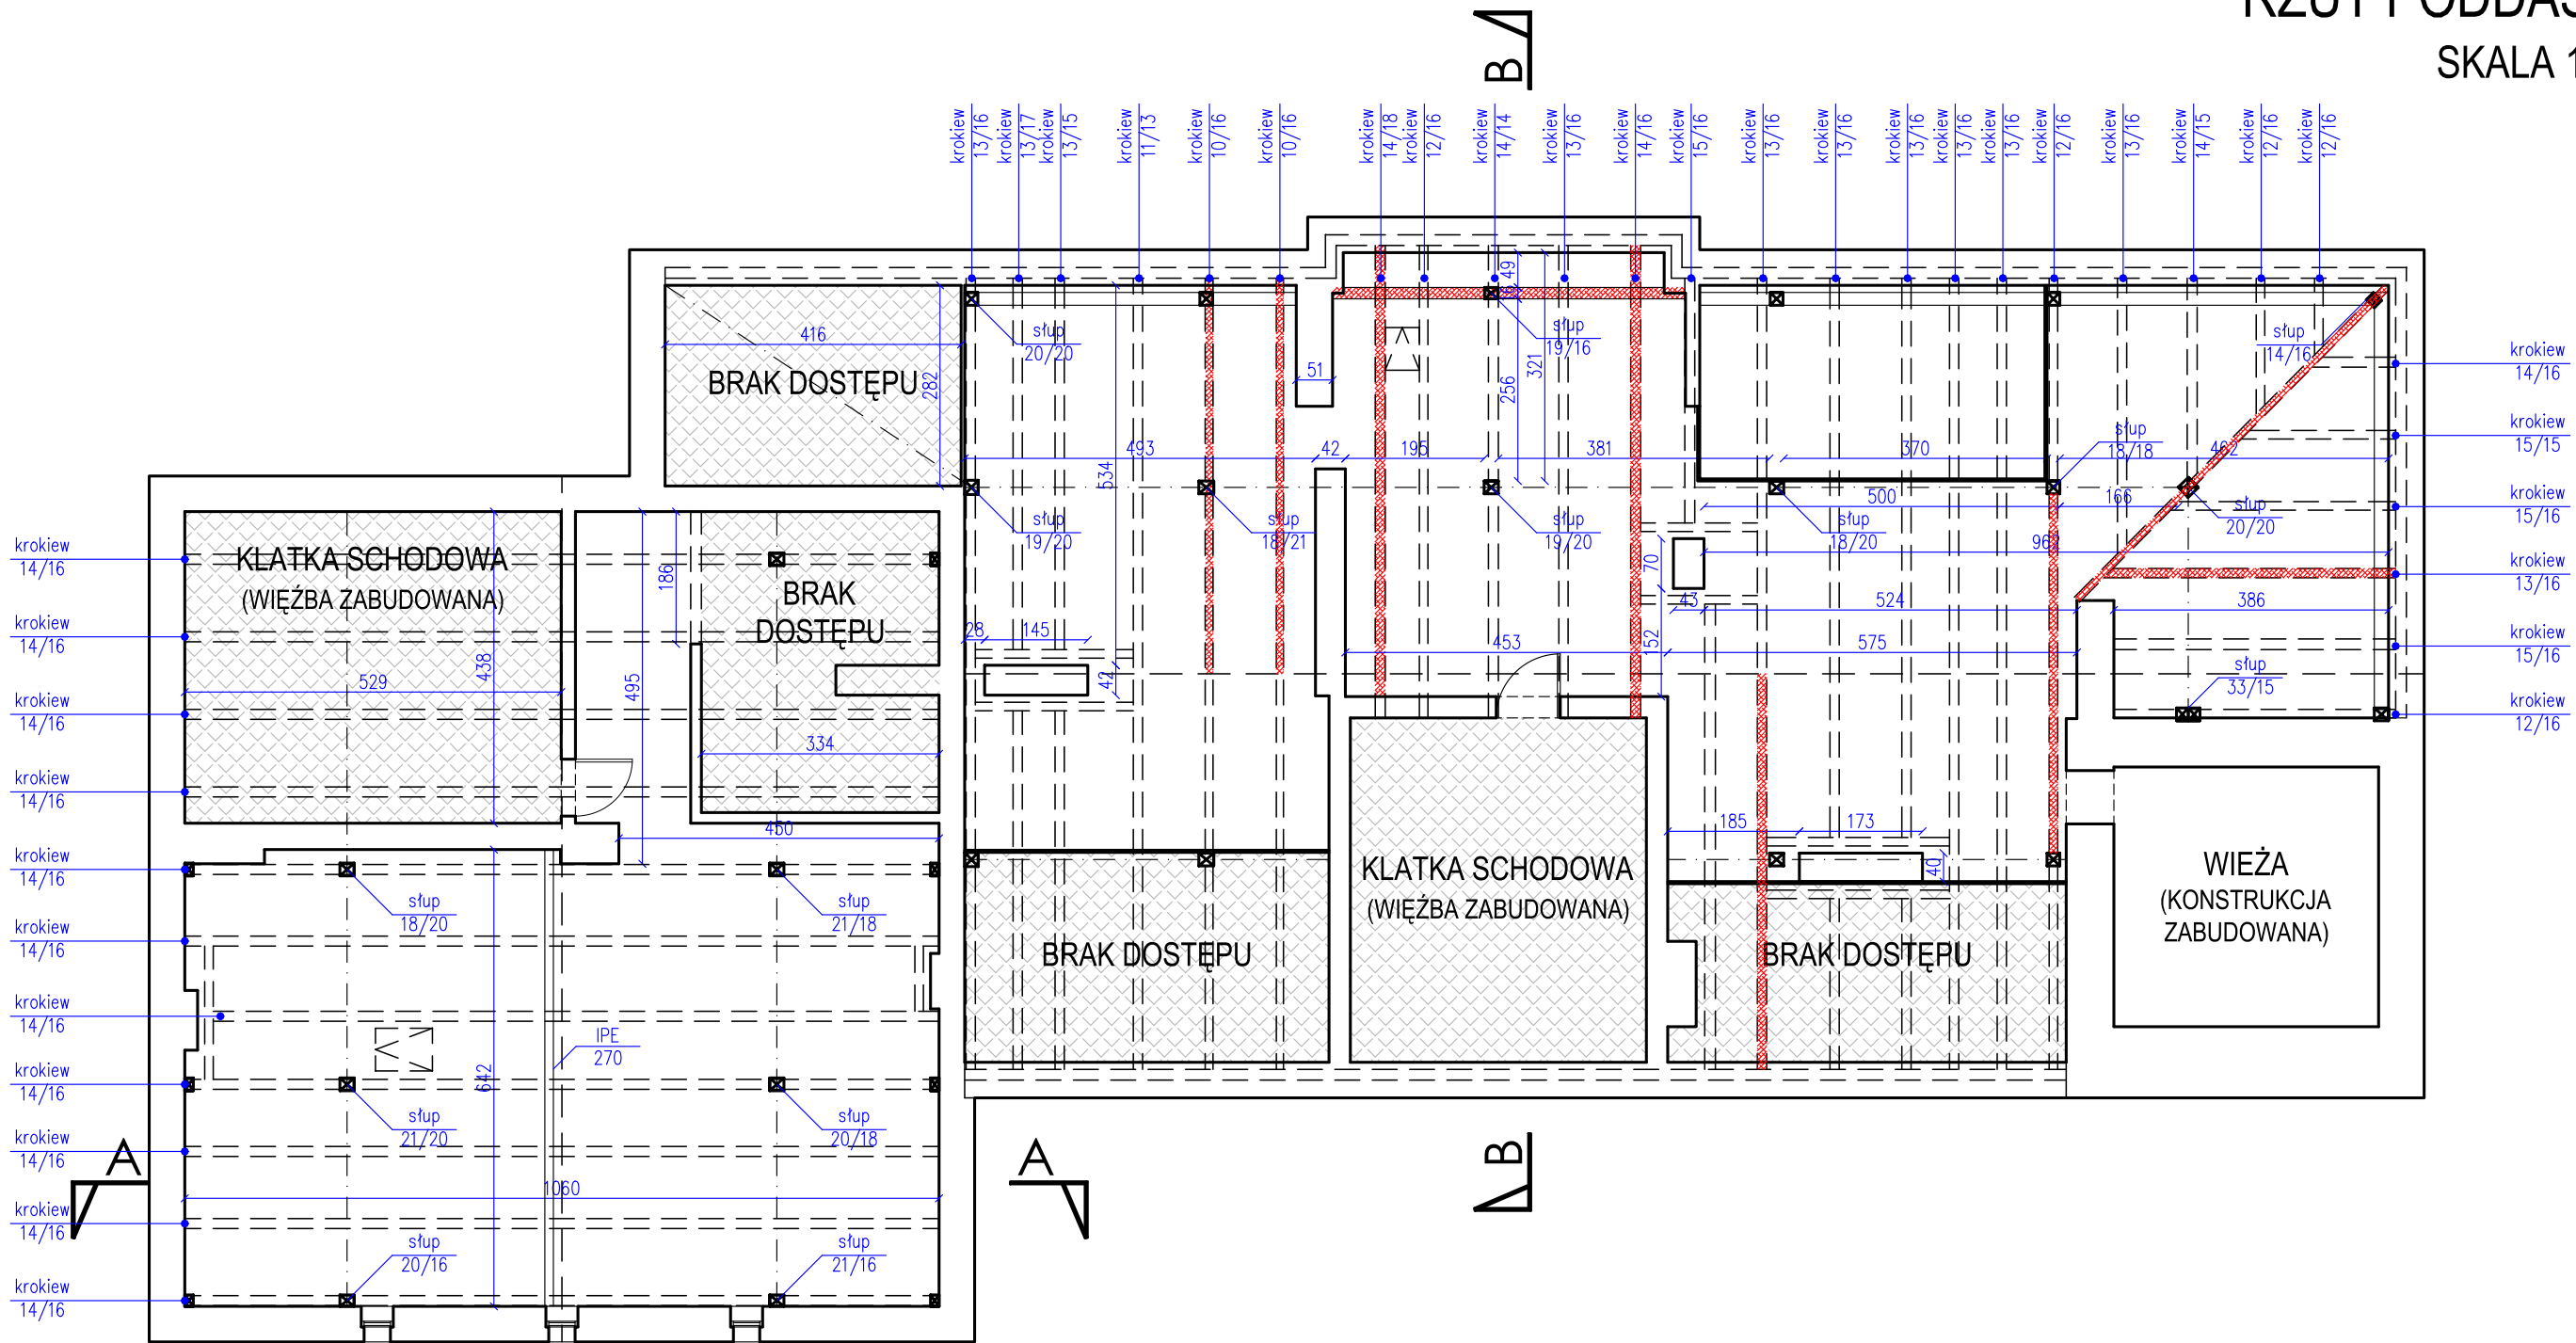 SKALA 1
B
krokiew 13/16
krokiew 13/17
krokiew 13/15
krokiew 11/13
krokiew 10/16
krokiew 10/16
krokiew 14/18
krokiew 12/16
krokiew 14/14
krokiew 13/16
krokiew 14/16
krokiew 15/16
krokiew 13/16
krokiew 13/16
krokiew 13/16
krokiew 13/16
krokiew 13/16
krokiew 12/16
krokiew 13/16
krokiew 14/15
krokiew 12/16
krokiew 12/16
416
BRAK DOSTĘPU
282
słup
20/20
534
51
49
słup
19/16
256
321
słup
14/16
krokiew
14/16
493
42
195
381
370
słup
18/18
462
krokiew
15/15
500
166
krokiew
15/16
słup
19/20
słup
18/21
słup
19/20
słup
18/20
słup
20/20
962
krokiew
14/16
KLATKA SCHODOWA
(WIĘŹBA ZABUDOWANA)
186
BRAK
DOSTĘPU
70
krokiew
13/16
43
524
386
krokiew
14/16
438
28
145
453
152
575
krokiew
15/16
529
495
42
słup
33/15
krokiew
14/16
krokiew
12/16
334
krokiew
14/16
450
185
173
krokiew
14/16
KLATKA SCHODOWA
(WIĘŹBA ZABUDOWANA)
40
WIEŻA
(KONSTRUKCJA
ZABUDOWANA)
słup
18/20
słup
21/18
krokiew
14/16
BRAK DOSTĘPU
BRAK DOSTĘPU
krokiew
14/16
IPE
270
642
krokiew
14/16
słup
21/20
słup
20/18
krokiew
14/16
A
A
B
1060
krokiew
14/16
słup
20/16
słup
21/16
krokiew
14/16